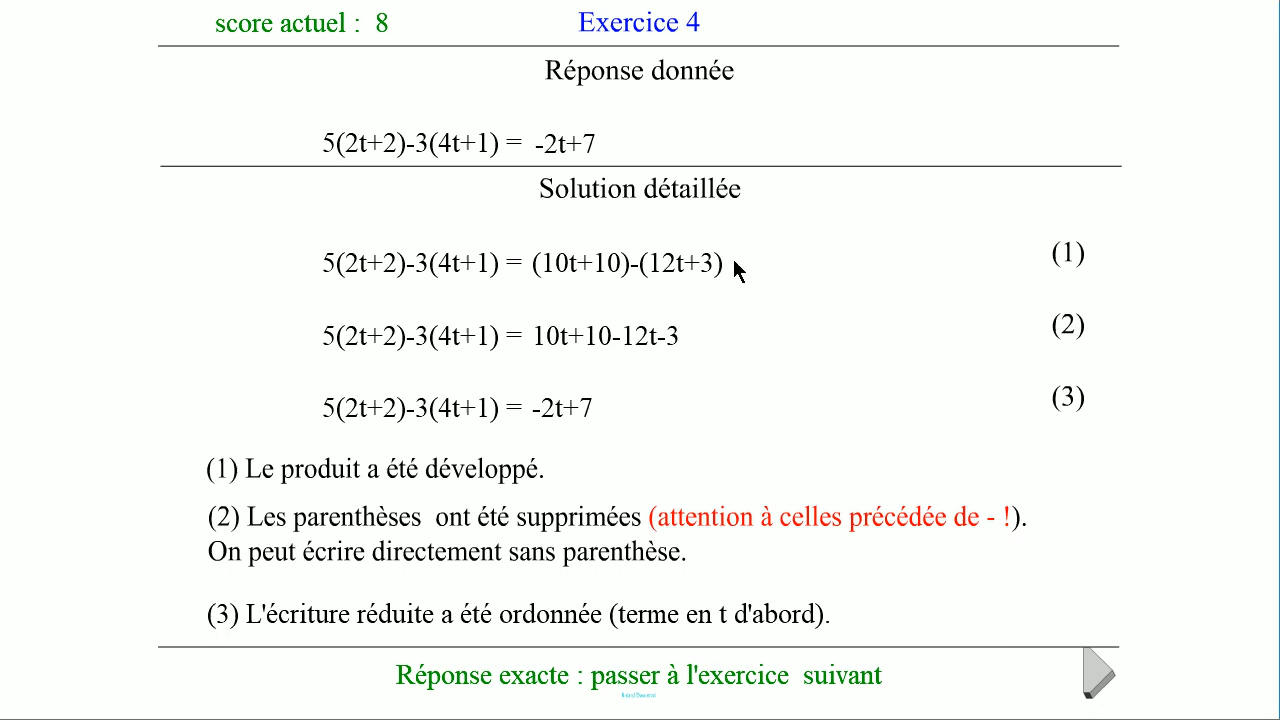 score actuel : 8
Exercice 4
Réponse donnée
5(2t+2)-3(4t+1) = -2t+7
Solution détaillée
5(2t+2)-3(4t+1) = (10t+10)-(12t+3) (1)
5(2t+2)-3(4t+1) = 10t+10-12t-3 (2)
5(2t+2)-3(4t+1) = -2t+7 (3)
(1) Le produit a été développé.
(2) Les parenthèses ont été supprimées (attention à celles précédée de - !).
On peut écrire directement sans parenthèse.
(3) L'écriture réduite a été ordonnée (terme en t d'abord).
Réponse exacte : passer à l'exercice suivant